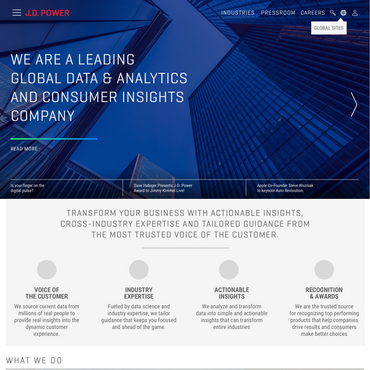 J.D. POWER
INDUSTRIES PRESSROOM CAREERS
GLOBAL SITES
WE ARE A LEADING
GLOBAL DATA & ANALYTICS
AND CONSUMER INSIGHTS
COMPANY
READ MORE
Is your finger on the
digital pulse?
Dave Habiger Presents J.D. Power
Award to Jimmy Kimmel Live!
Apple Co-Founder Steve Wozniak
to keynote Auto Revolution.
TRANSFORM YOUR BUSINESS WITH ACTIONABLE INSIGHTS,
CROSS-INDUSTRY EXPERTISE AND TAILORED GUIDANCE FROM
THE MOST TRUSTED VOICE OF THE CUSTOMER.
VOICE OF
THE CUSTOMER
We source current data from
millions of real people to
provide real insights into the
dynamic customer
experience.
INDUSTRY
EXPERTISE
Fueled by data science and
industry expertise, we tailor
guidance that keeps you focused
and ahead of the game.
ACTIONABLE
INSIGHTS
We analyze and transform
data into simple and actionable
insights that can transform
entire industries
RECOGNITION
& AWARDS
We are the trusted source
for recognizing top performing
products that help companies
drive results and consumers
make better choices
WHAT WE DO